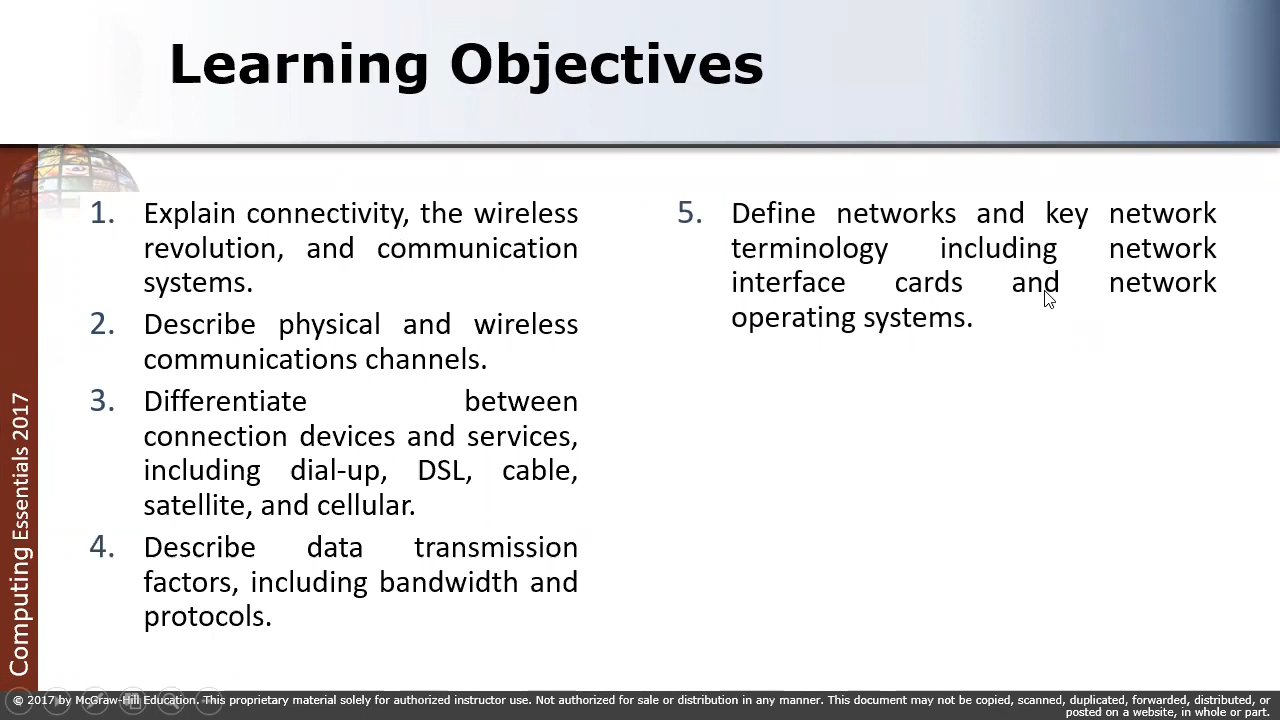 Learning Objectives
1. Explain connectivity, the wireless
revolution, and communication
systems.
2. Describe physical and wireless
communications channels.
3. Differentiate between
connection devices and services,
including dial-up, DSL, cable,
satellite, and cellular.
4. Describe data transmission
factors, including bandwidth and
protocols.
5. Define networks and key network
terminology including network
interface cards and network
operating systems.
Computing Essentials 2017
© 2017 by McGraw-Hill Education. This proprietary material solely for authorized instructor use. Not authorized for sale or distribution in any manner. This document may not be copied, scanned, duplicated, forwarded, distributed, or
posted on a website, in whole or part.